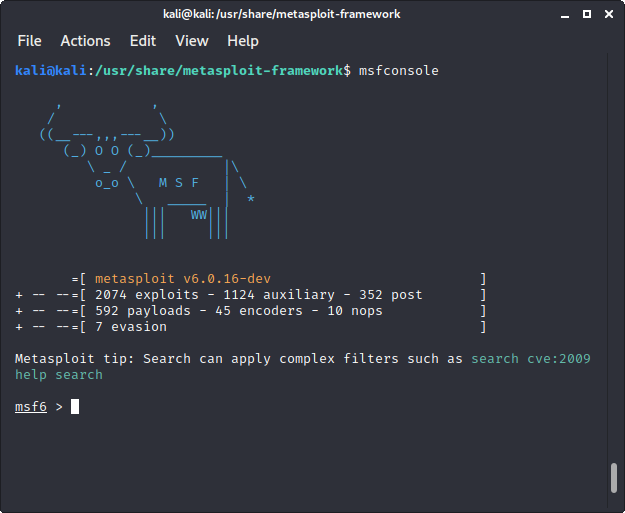 kali@kali:/usr/share/metasploit-framework
File Actions Edit View Help
kali@kali:/usr/share/metasploit-framework$ msfconsole
     ,           ,
    /             \
   ((__---,,,---__))
      (_) O O (_)_________
         \ _ /            |\
          o_o \   M S F   | \
               \   _____  |  *
                |||   WW|||
                |||     |||
       =[ metasploit v6.0.16-dev                          ]
+ -- --=[ 2074 exploits - 1124 auxiliary - 352 post       ]
+ -- --=[ 592 payloads - 45 encoders - 10 nops            ]
+ -- --=[ 7 evasion                                       ]
Metasploit tip: Search can apply complex filters such as search cve:2009
help search
msf6 >